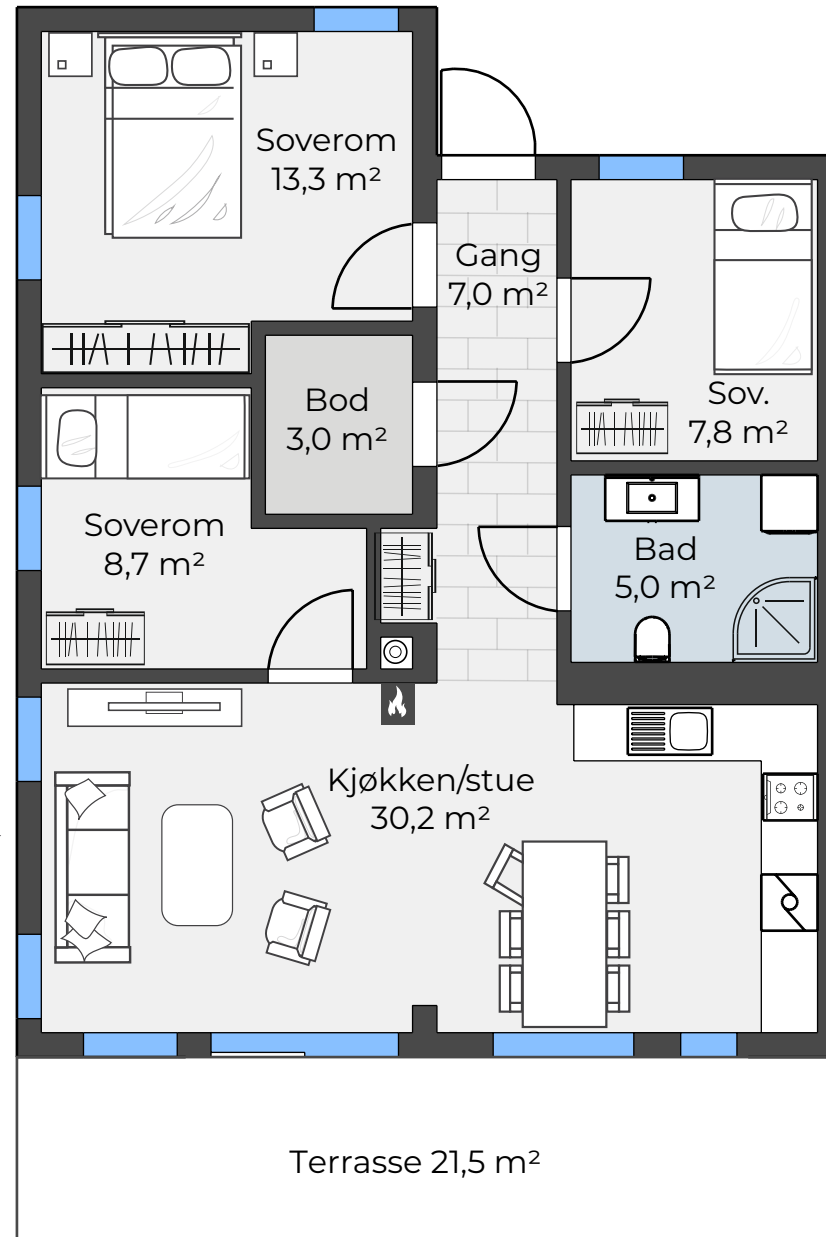 Soverom
13,3 m²
Gang
7,0 m²
Sov.
7,8 m²
Bod
3,0 m²
Soverom
8,7 m²
Bad
5,0 m²
Kjøkken/stue
30,2 m²
Terrasse 21,5 m²